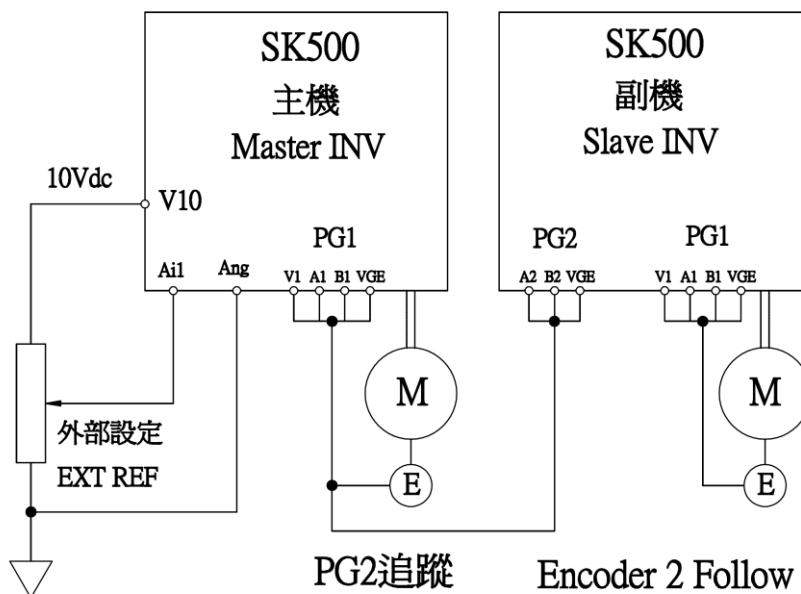 SK500
主機
Master INV
10Vdc
V10
PG1
Ai1
Ang
V1 A1 B1 VGE
M
E
外部設定
EXT REF
SK500
副機
Slave INV
PG2
PG1
A2 B2 VGE
V1 A1 B1 VGE
M
E
PG2追蹤
Encoder 2 Follow